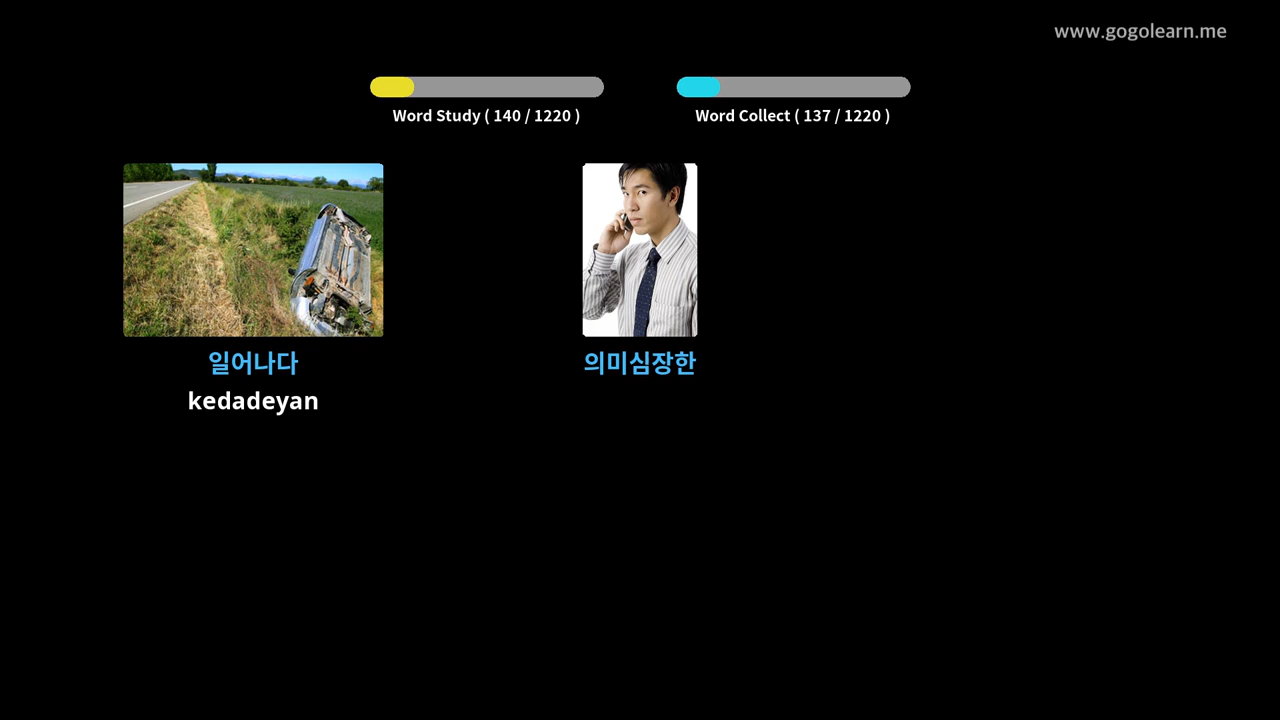 www.gogolearn.me
Word Study ( 140 / 1220 )
Word Collect ( 137 / 1220 )
일어나다
kedadeyan
의미심장한